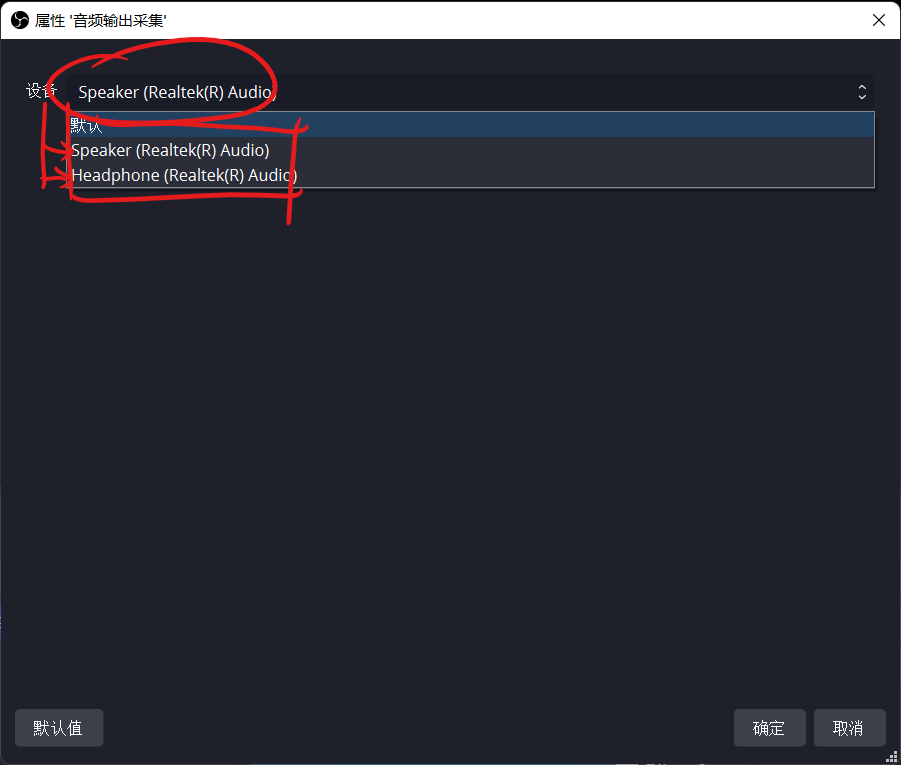 属性 '音频输出采集'
设备
Speaker (Realtek(R) Audio)
默认
Speaker (Realtek(R) Audio)
Headphone (Realtek(R) Audio)
默认值
确定
取消